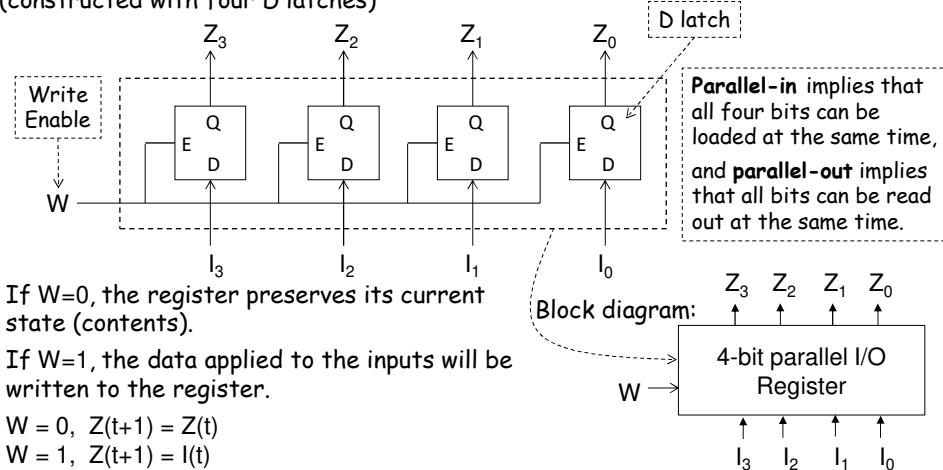 (constructed with four D latches)
D latch
Z3 Z2 Z1 Z0
Write
Enable
Q Q Q Q
E E E E
D D D D
W
I3 I2 I1 I0
Parallel-in implies that
all four bits can be
loaded at the same time,
and parallel-out implies
that all bits can be read
out at the same time.
If W=0, the register preserves its current
state (contents).
If W=1, the data applied to the inputs will be
written to the register.
W = 0, Z(t+1) = Z(t)
W = 1, Z(t+1) = I(t)
Block diagram:
Z3 Z2 Z1 Z0
4-bit parallel I/O
Register
W
I3 I2 I1 I0